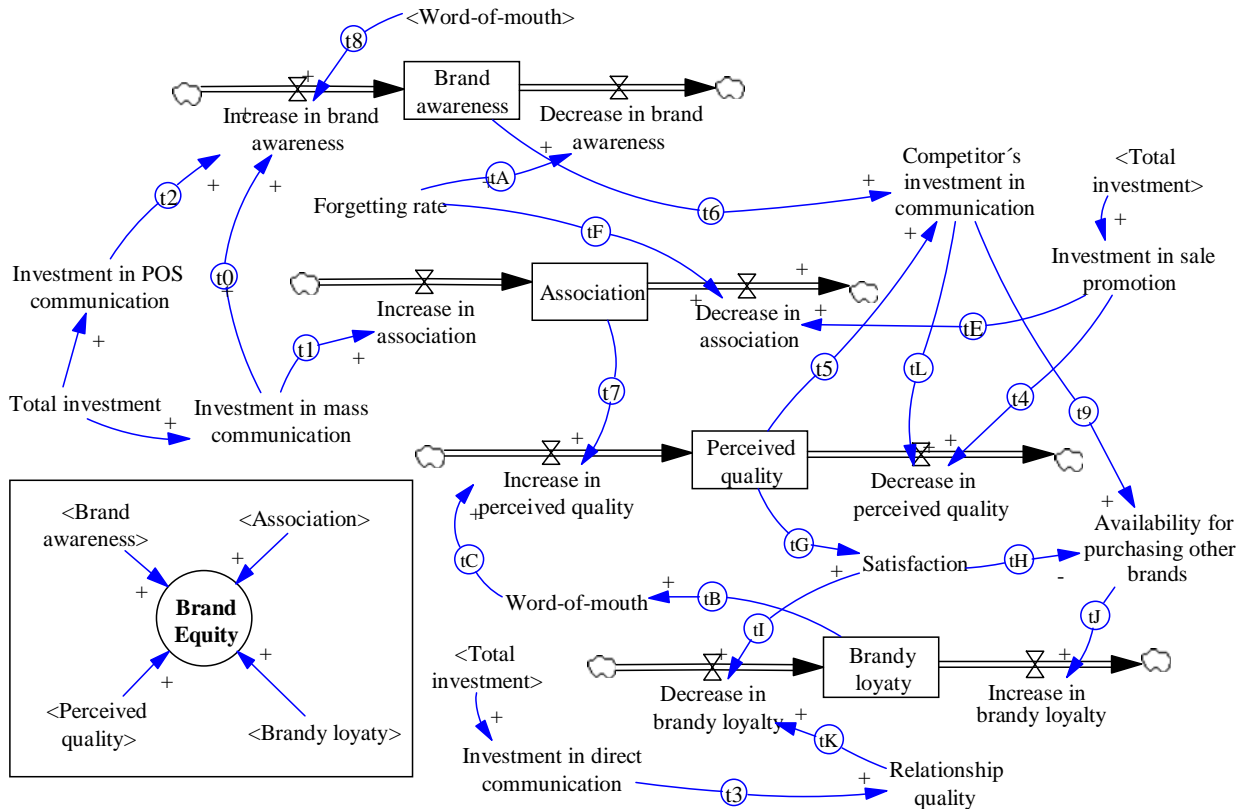 <Word-of-mouth>
t8
+
Brand
awareness
+
Increase in brand
awareness
Decrease in brand
awareness
+
+
+
t2
tA
+
Forgetting rate
t6
+
Competitor´s
investment in
communication
<Total
investment>
+
+
tF
Investment in POS
communication
t0
+
Investment in sale
promotion
Association
+
+
Increase in
association
Decrease in
association
+
tE
+
t1
+
t5
tL
t4
t9
t7
Total investment
+
Investment in mass
communication
+
Perceived
quality
+
+
Increase in
perceived quality
Decrease in
perceived quality
+
+
Availability for
purchasing other
brands
tC
tG
Satisfaction
tH
-
+
Word-of-mouth
+
tB
tI
tJ
<Brand
awareness>
<Association>
+
+
Brand
Equity
+
+
<Perceived
quality>
<Brandy loyaty>
<Total
investment>
+
+
Brandy
loyaty
+
Decrease in
brandy loyalty
Increase in
brandy loyalty
+
tK
Investment in direct
communication
t3
+
Relationship
quality